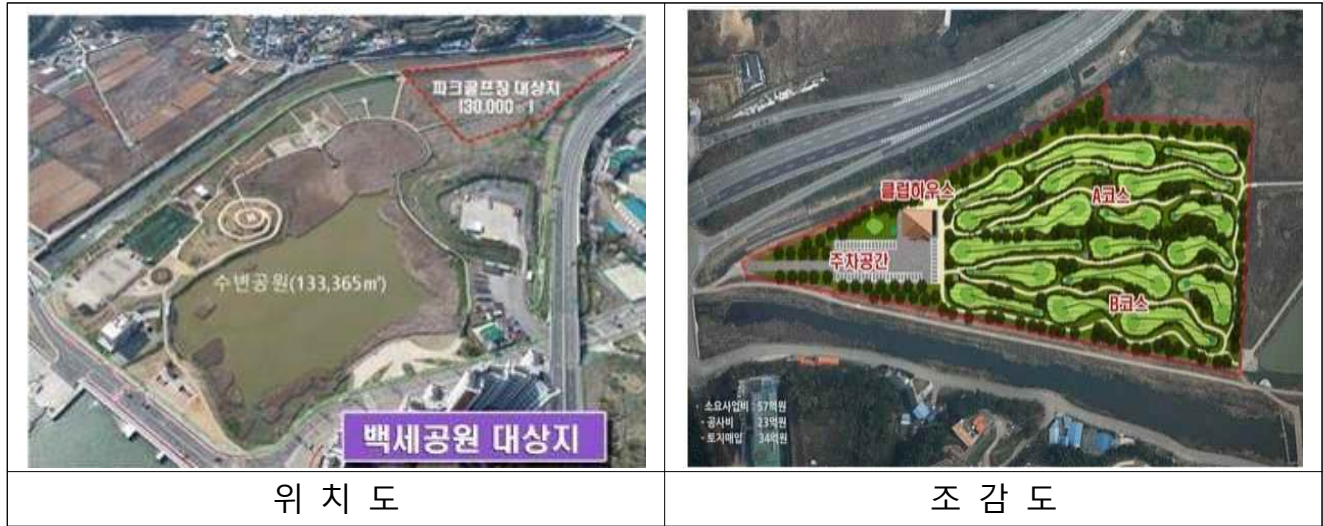 파크골프장 대상지
수변공원(133,365㎡)
백세공원 대상지
위 치 도
클럽하우스
A코스
주차공간
B코스
- 소요사업비 : 57억원
- 공사비 23억원
- 토지매입 34억원
조 감 도